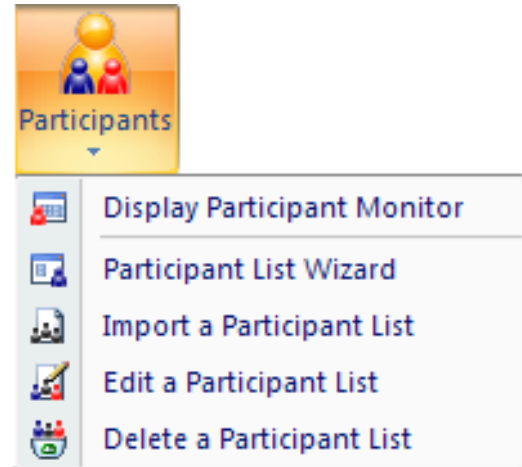 Participants
Display Participant Monitor
Participant List Wizard
Import a Participant List
Edit a Participant List
Delete a Participant List